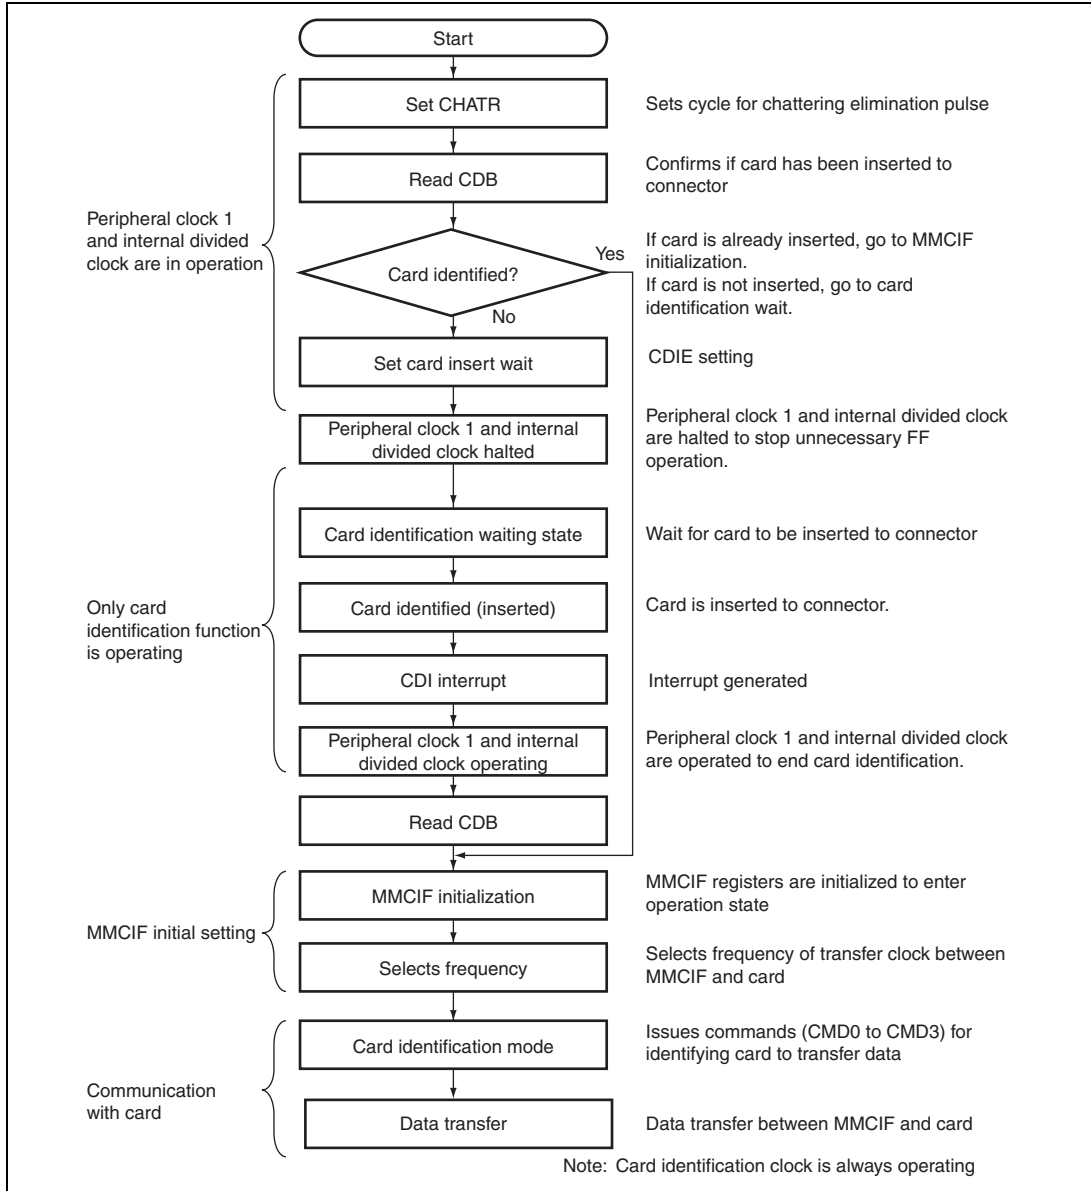 Start
Set CHATR
Sets cycle for chattering elimination pulse
Read CDB
Confirms if card has been inserted to
connector
Peripheral clock 1
and internal divided
clock are in operation
Card identified?
Yes
No
If card is already inserted, go to MMCIF
initialization.
If card is not inserted, go to card
identification wait.
Set card insert wait
CDIE setting
Peripheral clock 1 and internal
divided clock halted
Peripheral clock 1 and internal divided clock
are halted to stop unnecessary FF
operation.
Card identification waiting state
Wait for card to be inserted to connector
Only card
identification function
is operating
Card identified (inserted)
Card is inserted to connector.
CDI interrupt
Interrupt generated
Peripheral clock 1 and internal
divided clock operating
Peripheral clock 1 and internal divided clock
are operated to end card identification.
Read CDB
MMCIF initial setting
MMCIF initialization
MMCIF registers are initialized to enter
operation state
Selects frequency
Selects frequency of transfer clock between
MMCIF and card
Communication
with card
Card identification mode
Issues commands (CMD0 to CMD3) for
identifying card to transfer data
Data transfer
Data transfer between MMCIF and card
Note: Card identification clock is always operating